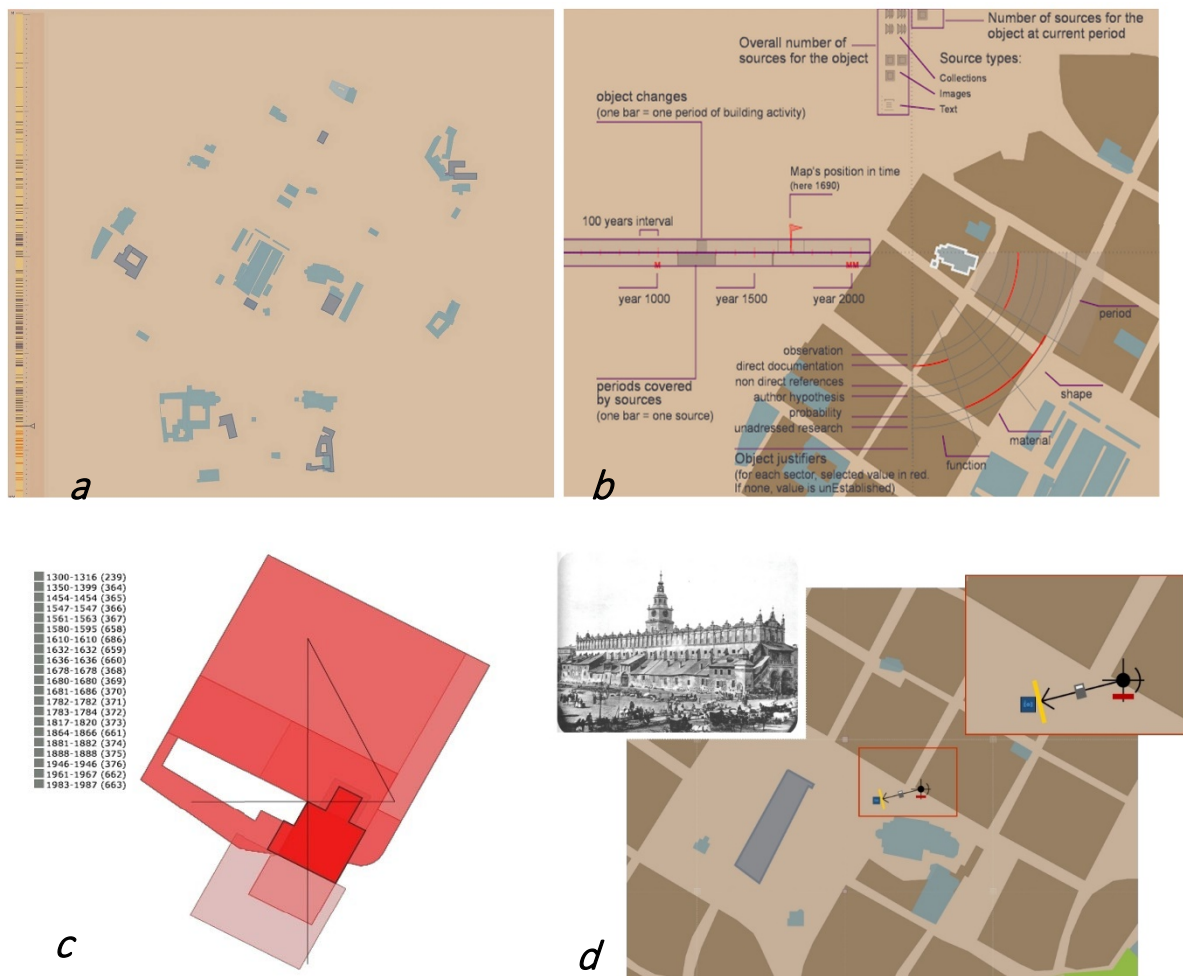 a
Overall number of
sources for the object
Number of sources for the
object at current period
Source types:
Collections
Images
Text
object changes
(one bar = one period of building activity)
Map's position in time
(here 1690)
100 years interval
M
MM
year 1000
year 1500
year 2000
periods covered
by sources
(one bar = one source)
observation
direct documentation
non direct references
author hypothesis
probability
unadressed research
Object justifiers
(for each sector, selected value in red.
If none, value is unEstablished)
period
shape
material
function
b
1300-1316 (239)
1350-1399 (364)
1454-1454 (365)
1547-1547 (366)
1561-1563 (367)
1580-1595 (658)
1610-1610 (686)
1632-1632 (659)
1636-1636 (660)
1678-1678 (368)
1680-1680 (369)
1681-1686 (370)
1782-1782 (371)
1783-1784 (372)
1817-1820 (373)
1864-1866 (661)
1881-1882 (374)
1888-1888 (375)
1946-1946 (376)
1961-1967 (662)
1983-1987 (663)
c
d